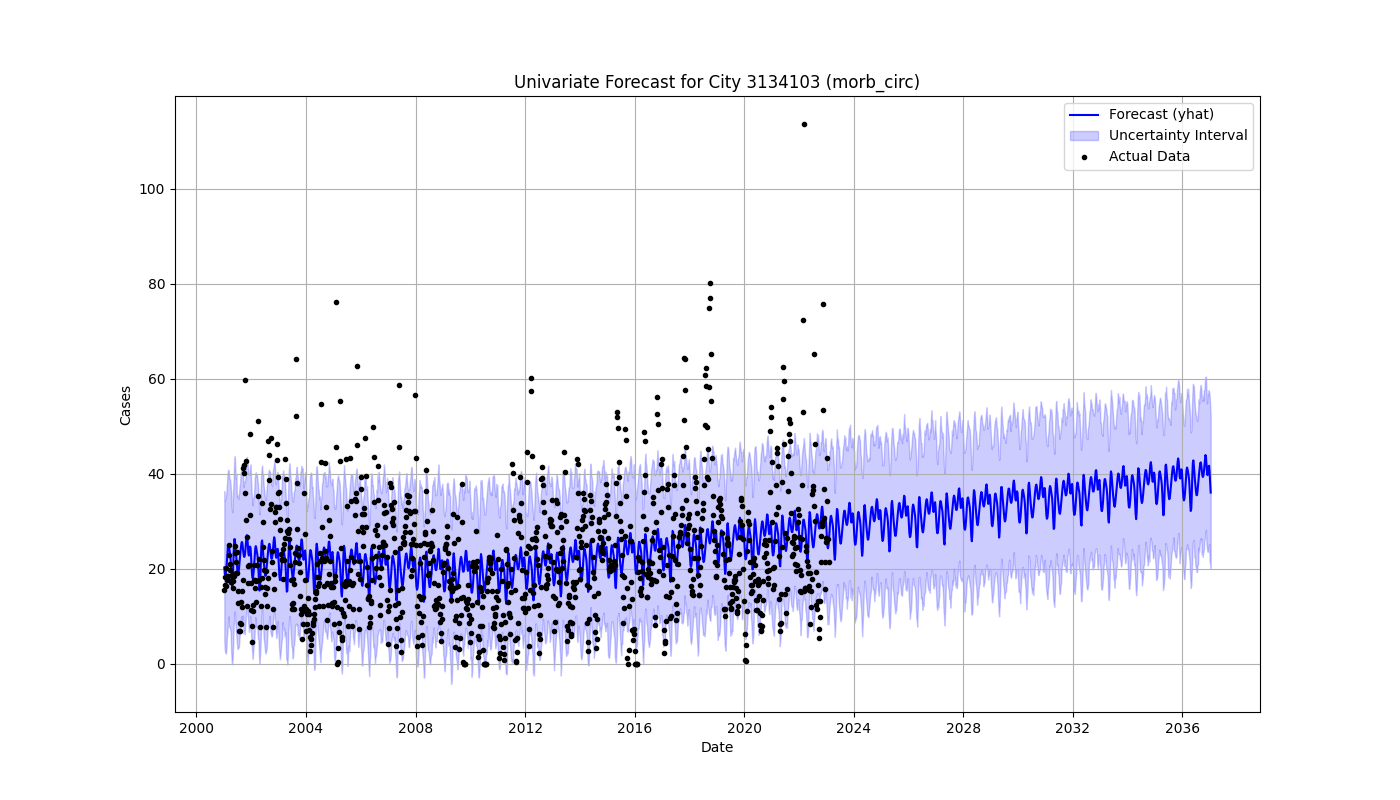 Univariate Forecast for City 3134103 (morb_circ)
Forecast (yhat)
Uncertainty Interval
Actual Data
Cases
100
80
60
40
20
0
2000 2004 2008 2012 2016 2020 2024 2028 2032 2036
Date